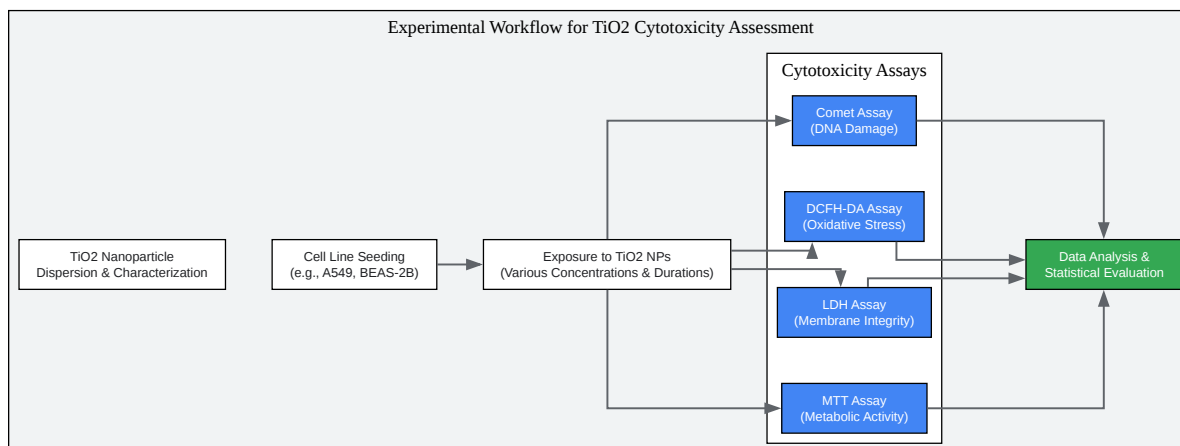 Experimental Workflow for TiO2 Cytotoxicity Assessment
Cytotoxicity Assays
Comet Assay
(DNA Damage)
DCFH-DA Assay
(Oxidative Stress)
TiO2 Nanoparticle
Dispersion & Characterization
Cell Line Seeding
(e.g., A549, BEAS-2B)
Exposure to TiO2 NPs
(Various Concentrations & Durations)
Data Analysis &
Statistical Evaluation
LDH Assay
(Membrane Integrity)
MTT Assay
(Metabolic Activity)